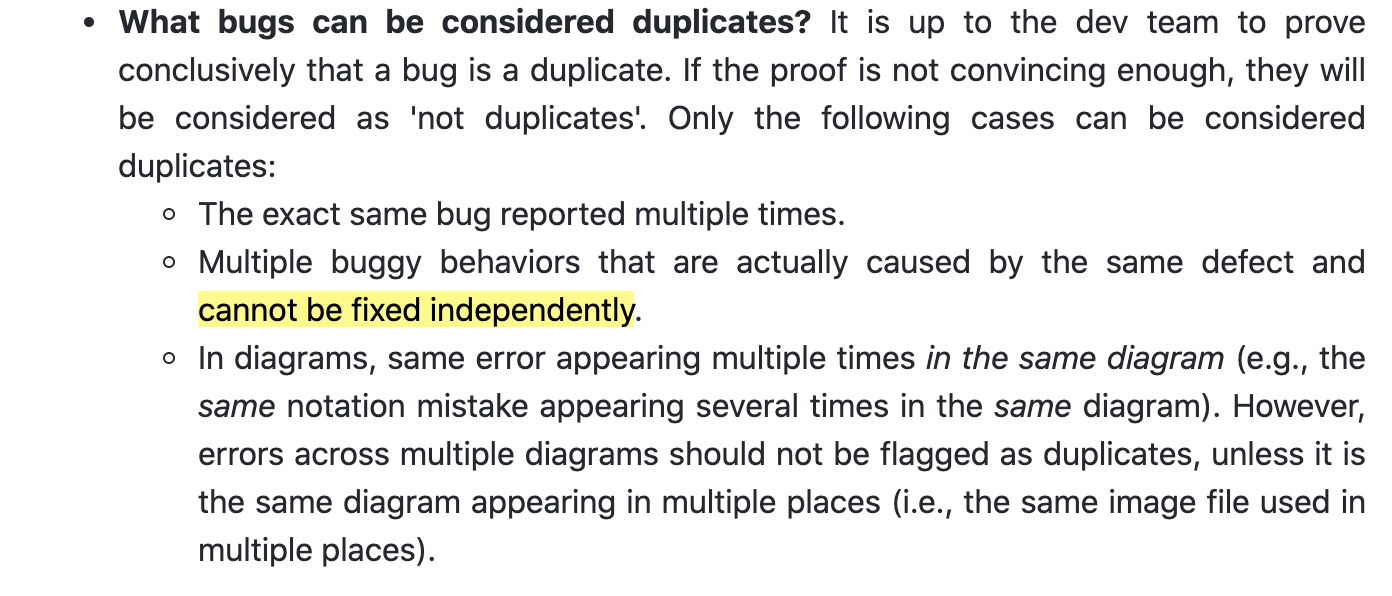 • What bugs can be considered duplicates? It is up to the dev team to prove
conclusively that a bug is a duplicate. If the proof is not convincing enough, they will
be considered as 'not duplicates'. Only the following cases can be considered
duplicates:
◦ The exact same bug reported multiple times.
◦ Multiple buggy behaviors that are actually caused by the same defect and
cannot be fixed independently.
◦ In diagrams, same error appearing multiple times in the same diagram (e.g., the
same notation mistake appearing several times in the same diagram). However,
errors across multiple diagrams should not be flagged as duplicates, unless it is
the same diagram appearing in multiple places (i.e., the same image file used in
multiple places).